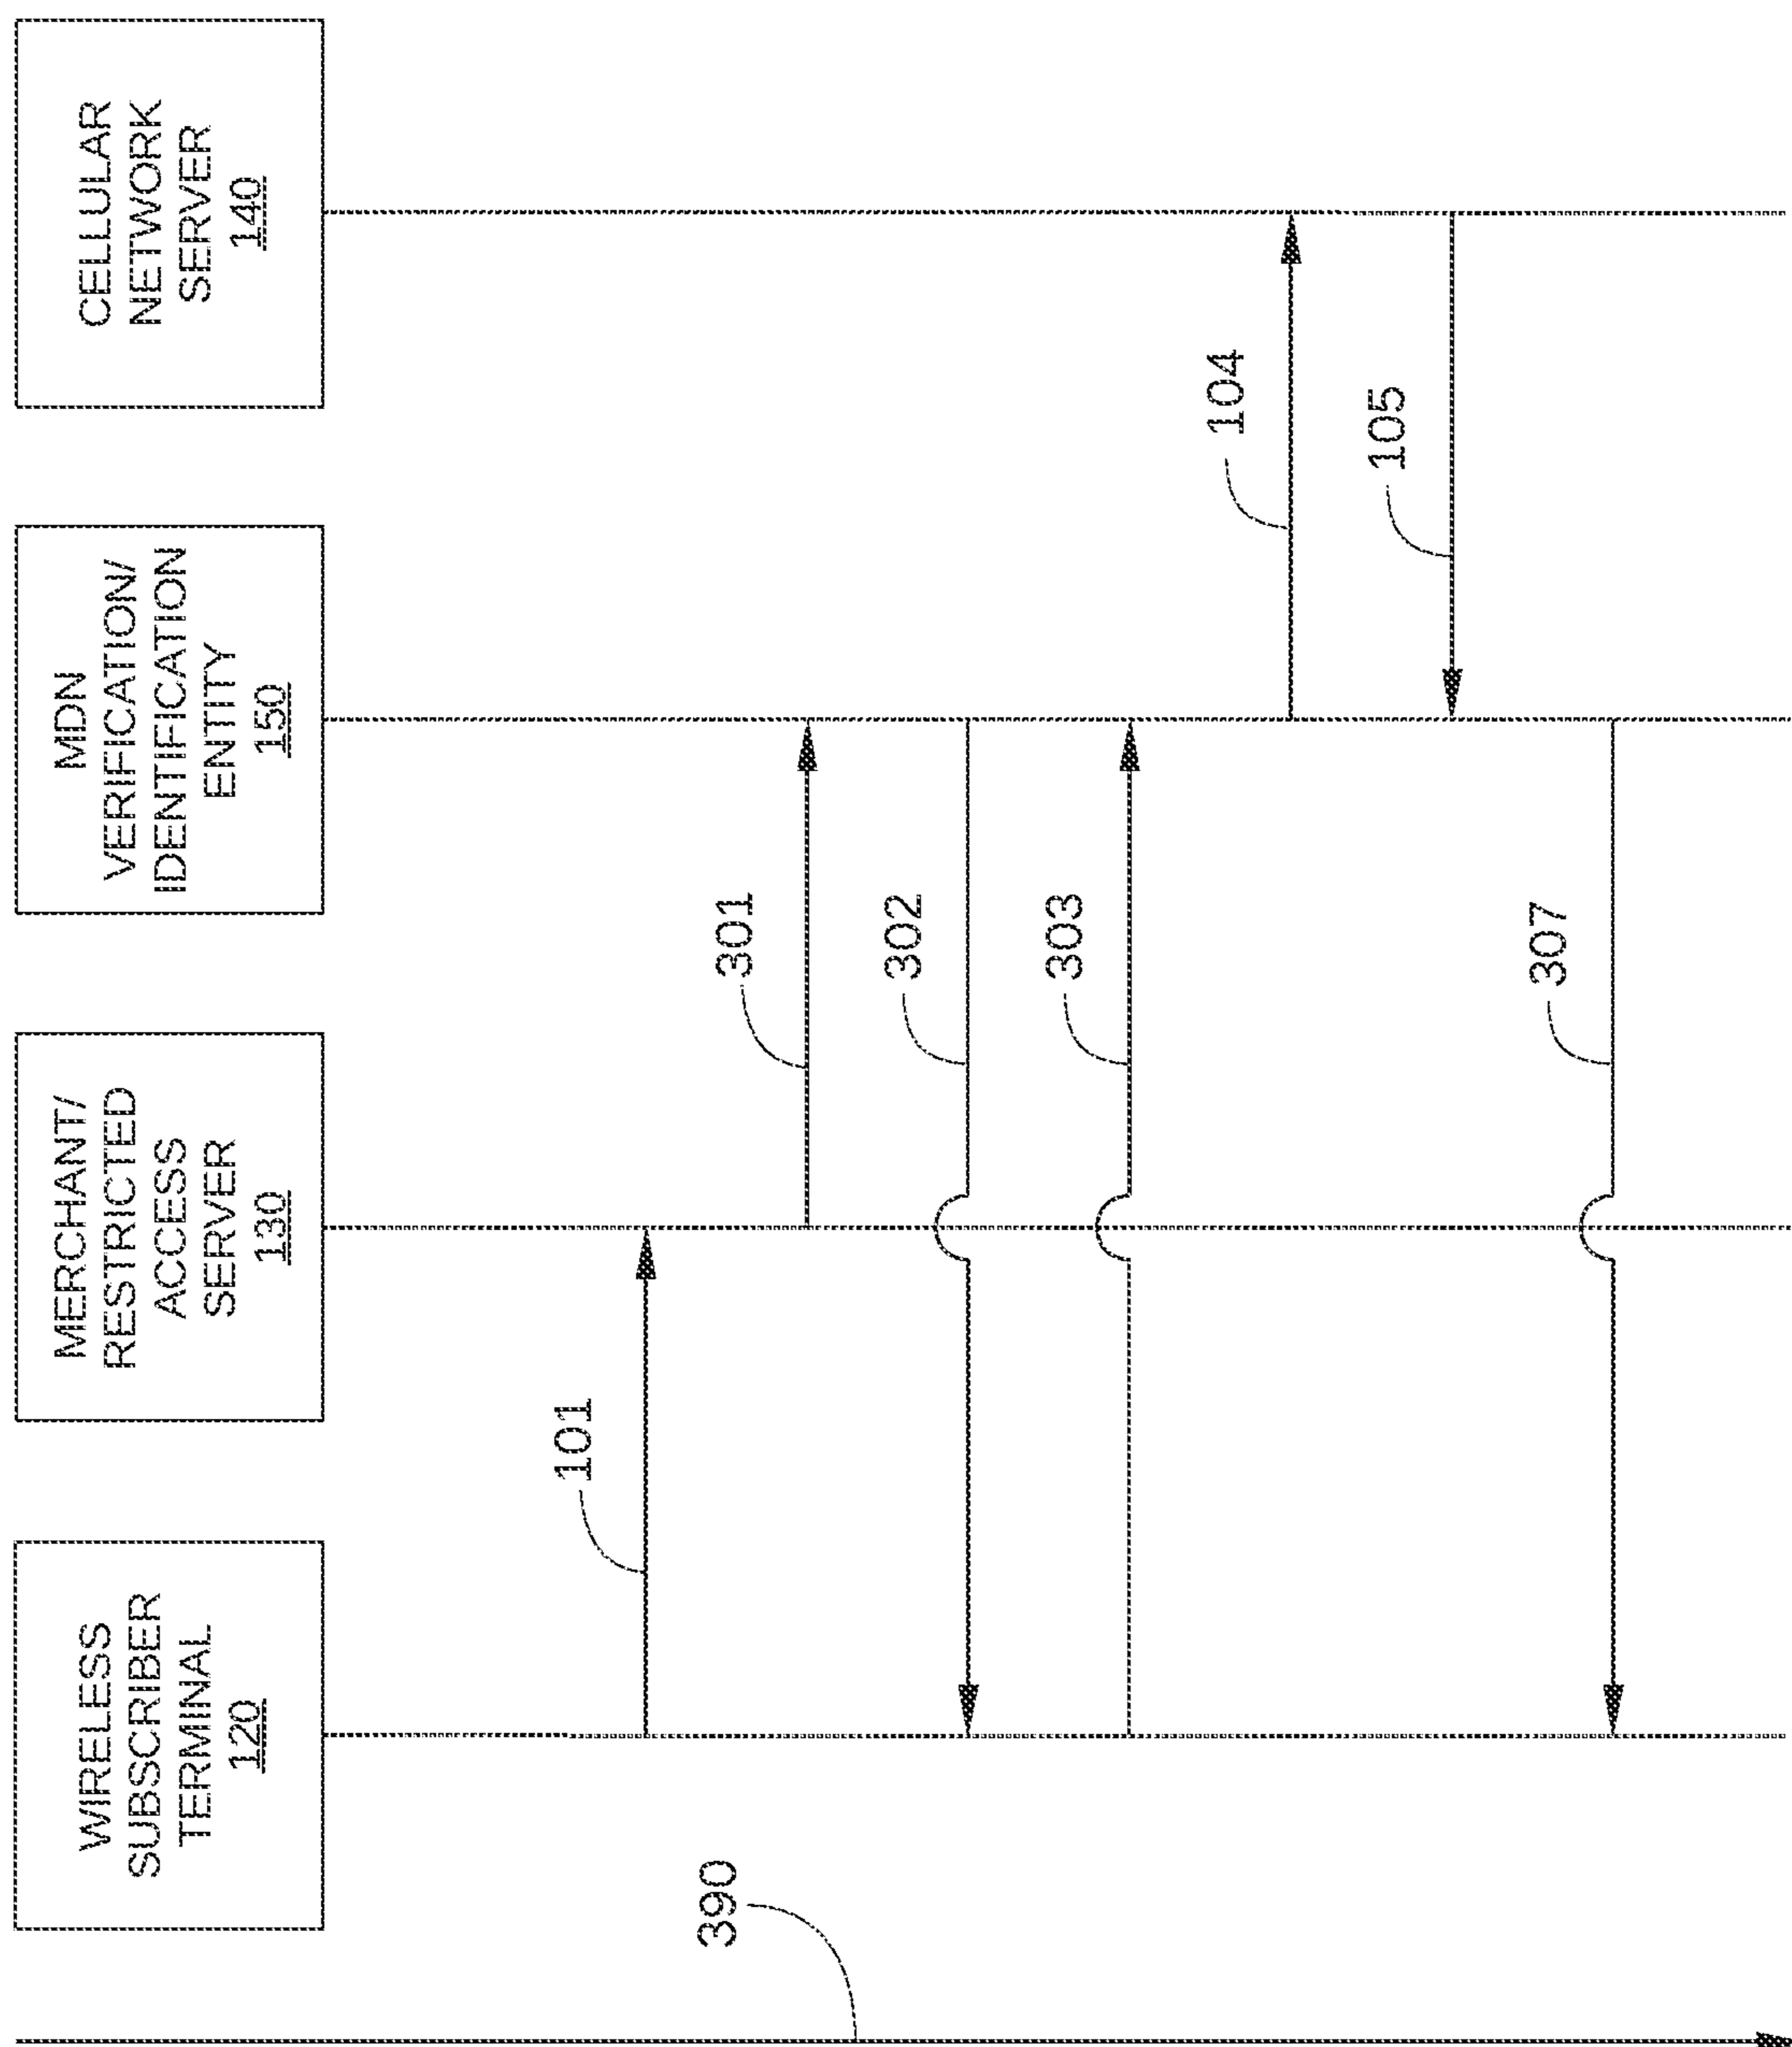 WIRELESS
SUBSCRIBER
TERMINAL
120
MERCHANT/
RESTRICTED
ACCESS
SERVER
130
MDN
VERIFICATION/
IDENTIFICATION
ENTITY
150
CELLULAR
NETWORK
SERVER
140
390
101
301
302
303
104
105
307